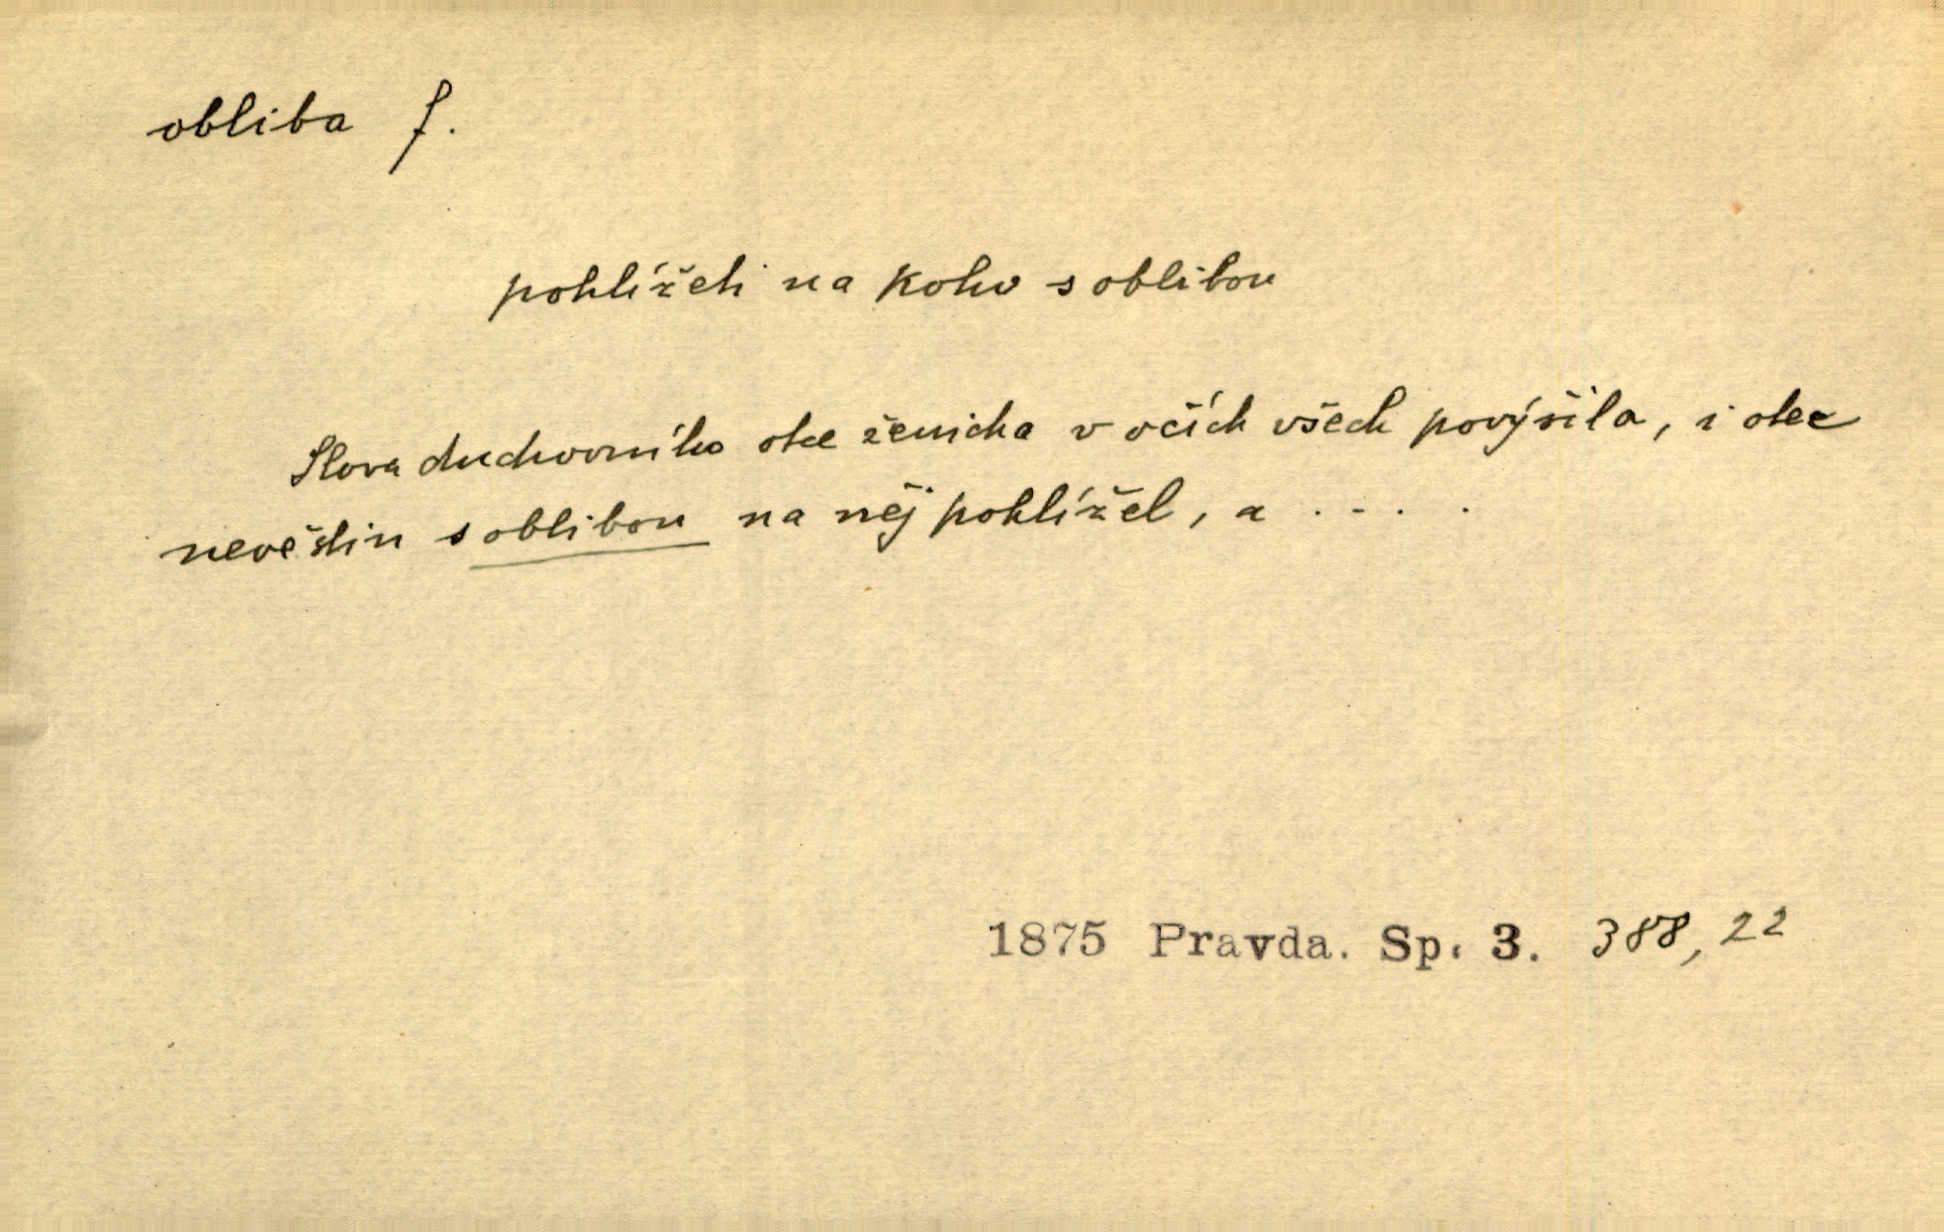 obliba f.
pohlížeti na koho s oblibou
Slova duchovního otce ženicha v očích všech povýšila, i otec
nevěstin s oblibou na něj pohlížel, a . - . .
1875 Pravda. Sp. 3. 388,22